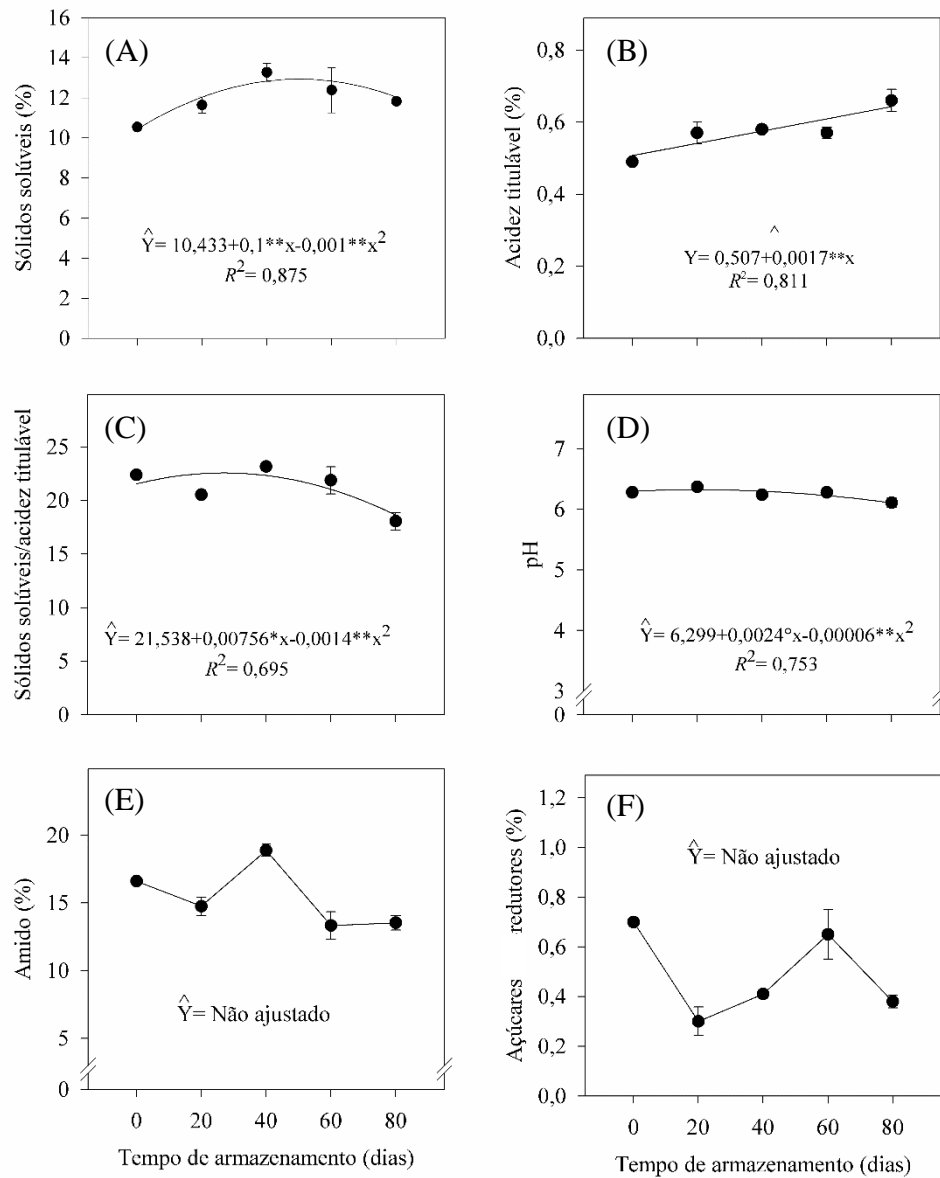 (A)
Sólidos solúveis (%)
16
14
12
10
8
6
4
2
0
Ŷ= 10,433+0,1**x-0,001**x²
R²= 0,875
(B)
Acidez titulável (%)
0,8
0,6
0,4
0,2
0,0
^
Y= 0,507+0,0017**x
R²= 0,811
(C)
Sólidos solúveis/acidez titulável
25
20
15
10
5
0
Ŷ= 21,538+0,00756*x-0,0014**x²
R²= 0,695
(D)
pH
7
6
5
4
3
0
Ŷ= 6,299+0,0024°x-0,00006**x²
R²= 0,753
(E)
Amido (%)
20
15
10
5
0
Ŷ= Não ajustado
0 20 40 60 80
Tempo de armazenamento (dias)
(F)
Açúcares redutores (%)
1,2
1,0
0,8
0,6
0,4
0,2
0,0
Ŷ= Não ajustado
0 20 40 60 80
Tempo de armazenamento (dias)